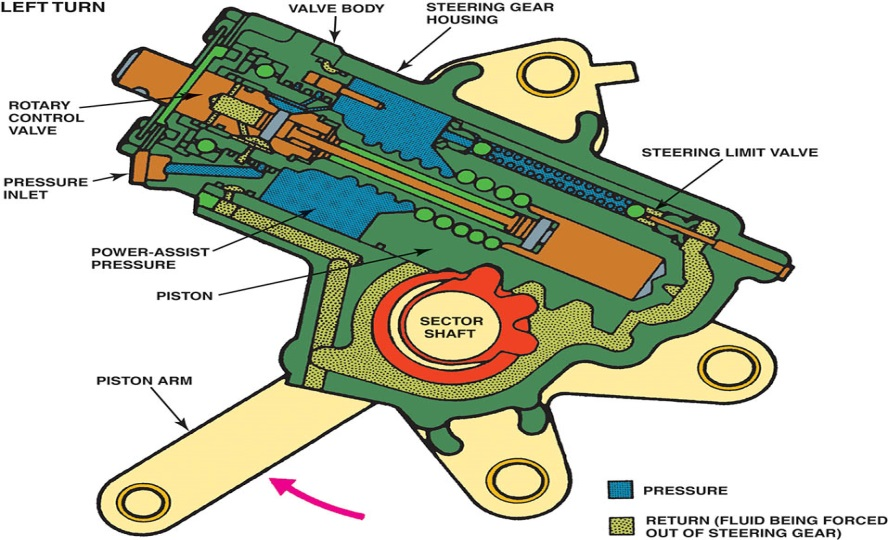 LEFT TURN
VALVE BODY
STEERING GEAR
HOUSING
ROTARY
CONTROL
VALVE
STEERING LIMIT VALVE
PRESSURE
INLET
POWER-ASSIST
PRESSURE
PISTON
SECTOR
SHAFT
PISTON ARM
PRESSURE
RETURN (FLUID BEING FORCED
OUT OF STEERING GEAR)